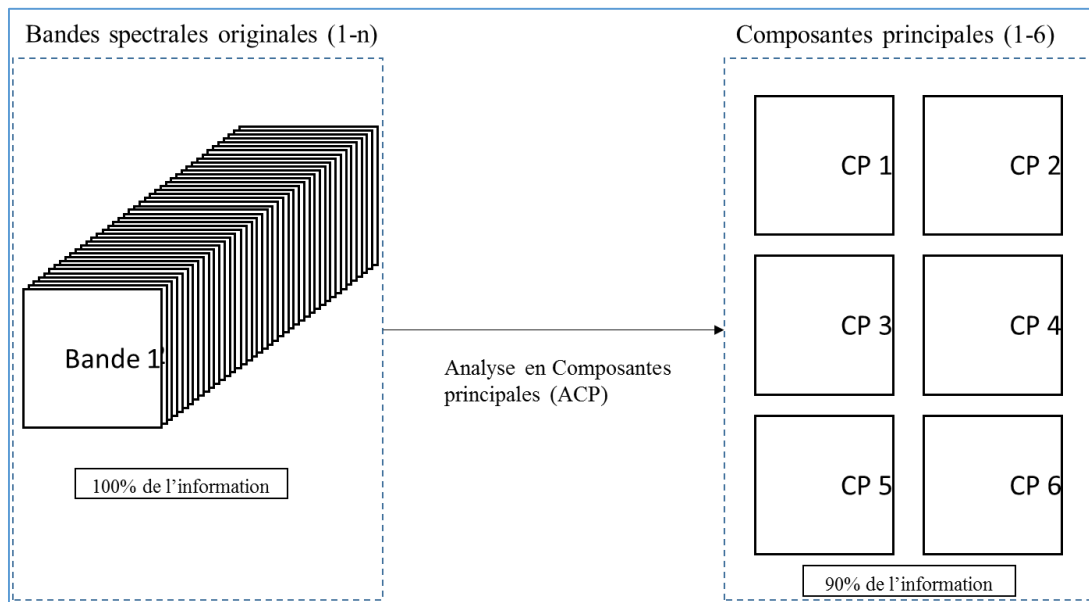 Bandes spectrales originales (1-n)
Composantes principales (1-6)
Bande 1
100% de l'information
Analyse en Composantes
principales (ACP)
CP 1
CP 2
CP 3
CP 4
CP 5
CP 6
90% de l'information